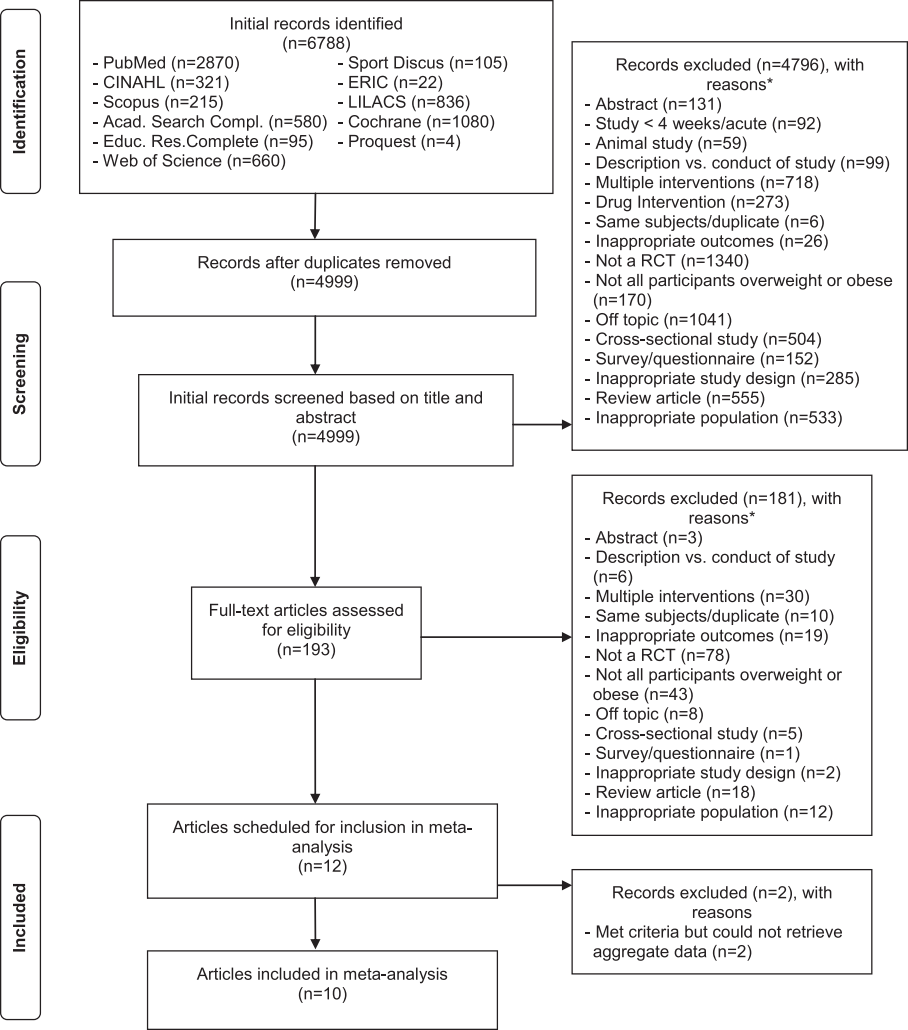 Identification
Initial records identified
(n=6788)
- PubMed (n=2870)
- CINAHL (n=321)
- Scopus (n=215)
- Acad. Search Compl. (n=580)
- Educ. Res.Complete (n=95)
- Web of Science (n=660)
- Sport Discus (n=105)
- ERIC (n=22)
- LILACS (n=836)
- Cochrane (n=1080)
- Proquest (n=4)
Records after duplicates removed
(n=4999)
Screening
Initial records screened based on title and
abstract
(n=4999)
Records excluded (n=4796), with
reasons*
- Abstract (n=131)
- Study < 4 weeks/acute (n=92)
- Animal study (n=59)
- Description vs. conduct of study (n=99)
- Multiple interventions (n=718)
- Drug Intervention (n=273)
- Same subjects/duplicate (n=6)
- Inappropriate outcomes (n=26)
- Not a RCT (n=1340)
- Not all participants overweight or obese
(n=170)
- Off topic (n=1041)
- Cross-sectional study (n=504)
- Survey/questionnaire (n=152)
- Inappropriate study design (n=285)
- Review article (n=555)
- Inappropriate population (n=533)
Eligibility
Full-text articles assessed
for eligibility
(n=193)
Records excluded (n=181), with
reasons*
- Abstract (n=3)
- Description vs. conduct of study
(n=6)
- Multiple interventions (n=30)
- Same subjects/duplicate (n=10)
- Inappropriate outcomes (n=19)
- Not a RCT (n=78)
- Not all participants overweight or
obese (n=43)
- Off topic (n=8)
- Cross-sectional study (n=5)
- Survey/questionnaire (n=1)
- Inappropriate study design (n=2)
- Review article (n=18)
- Inappropriate population (n=12)
Included
Articles scheduled for inclusion in meta-
analysis
(n=12)
Records excluded (n=2), with
reasons
- Met criteria but could not retrieve
aggregate data (n=2)
Articles included in meta-analysis
(n=10)